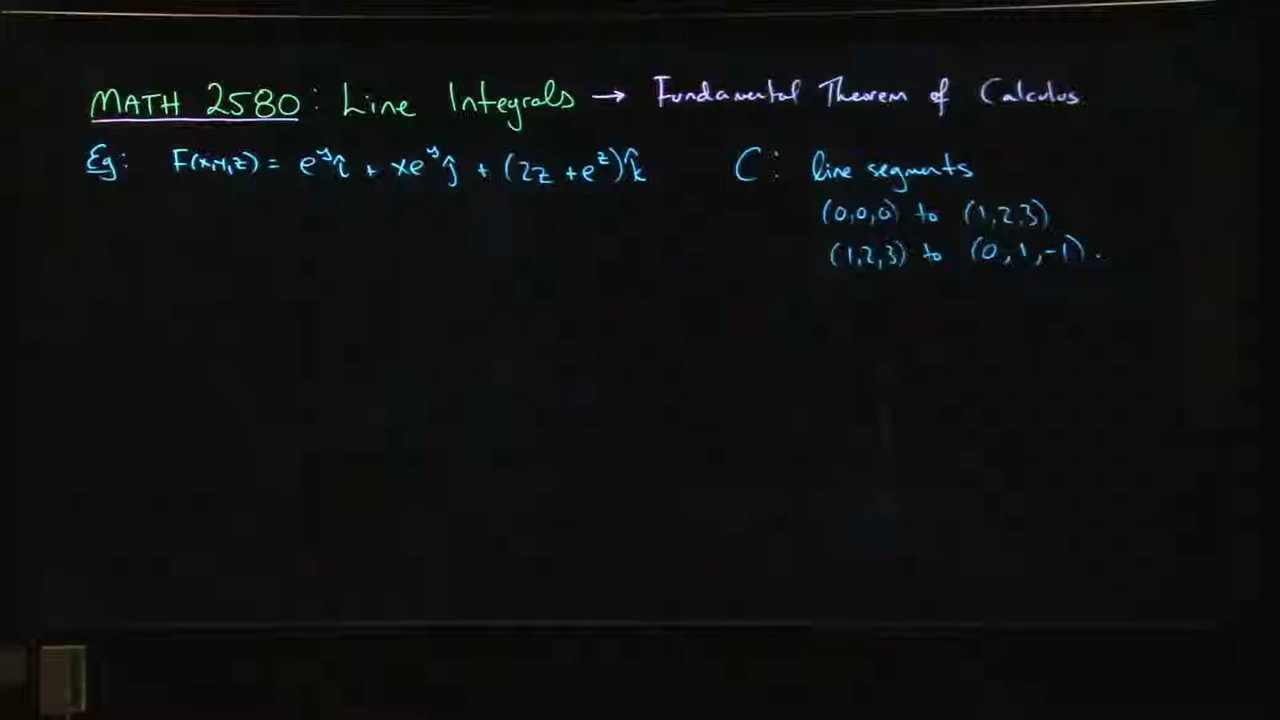 MATH 2580: Line Integrals → Fundamental Theorem of Calculus
Eg: F(x,y,z) = e^y î + xe^y ĵ + (2z + e^z) k̂
C: line segments
(0,0,0) to (1,2,3)
(1,2,3) to (0,1,-1).